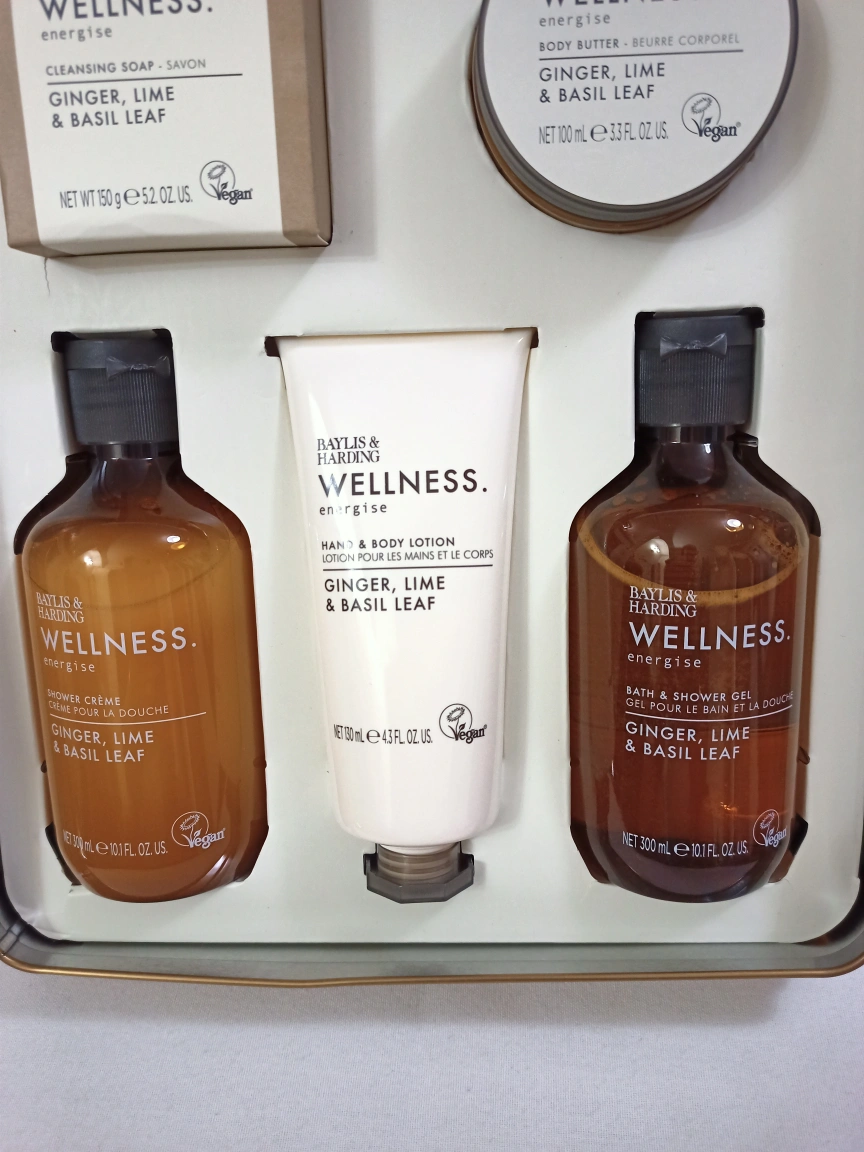 WELLNESS.
energise
CLEANSING SOAP - SAVON
GINGER, LIME
& BASIL LEAF
NET WT 150 g ℮ 5.2. OZ. US.
Vegan
WELLNESS.
energise
BODY BUTTER - BEURRE CORPOREL
GINGER, LIME
& BASIL LEAF
NET 100 mL ℮ 3.3 FL. OZ. US.
Vegan
BAYLIS &
HARDING
WELLNESS.
energise
SHOWER CRÈME
CRÈME POUR LA DOUCHE
GINGER, LIME
& BASIL LEAF
NET 300 mL ℮ 10.1 FL. OZ. US.
Vegan
BAYLIS &
HARDING
WELLNESS.
energise
HAND & BODY LOTION
LOTION POUR LES MAINS ET LE CORPS
GINGER, LIME
& BASIL LEAF
NET 130 mL ℮ 4.3 FL. OZ. US.
Vegan
BAYLIS &
HARDING
WELLNESS.
energise
BATH & SHOWER GEL
GEL POUR LE BAIN ET LA DOUCHE
GINGER, LIME
& BASIL LEAF
NET 300 mL ℮ 10.1 FL. OZ. US.
Vegan